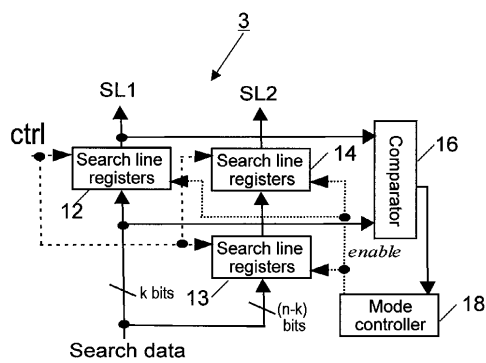 3
SL1 SL2
ctrl
Search line
registers
12
Search line
registers
14
Comparator
16
Search line
registers
13
enable
k bits
(n-k)
bits
Mode
controller
18
Search data